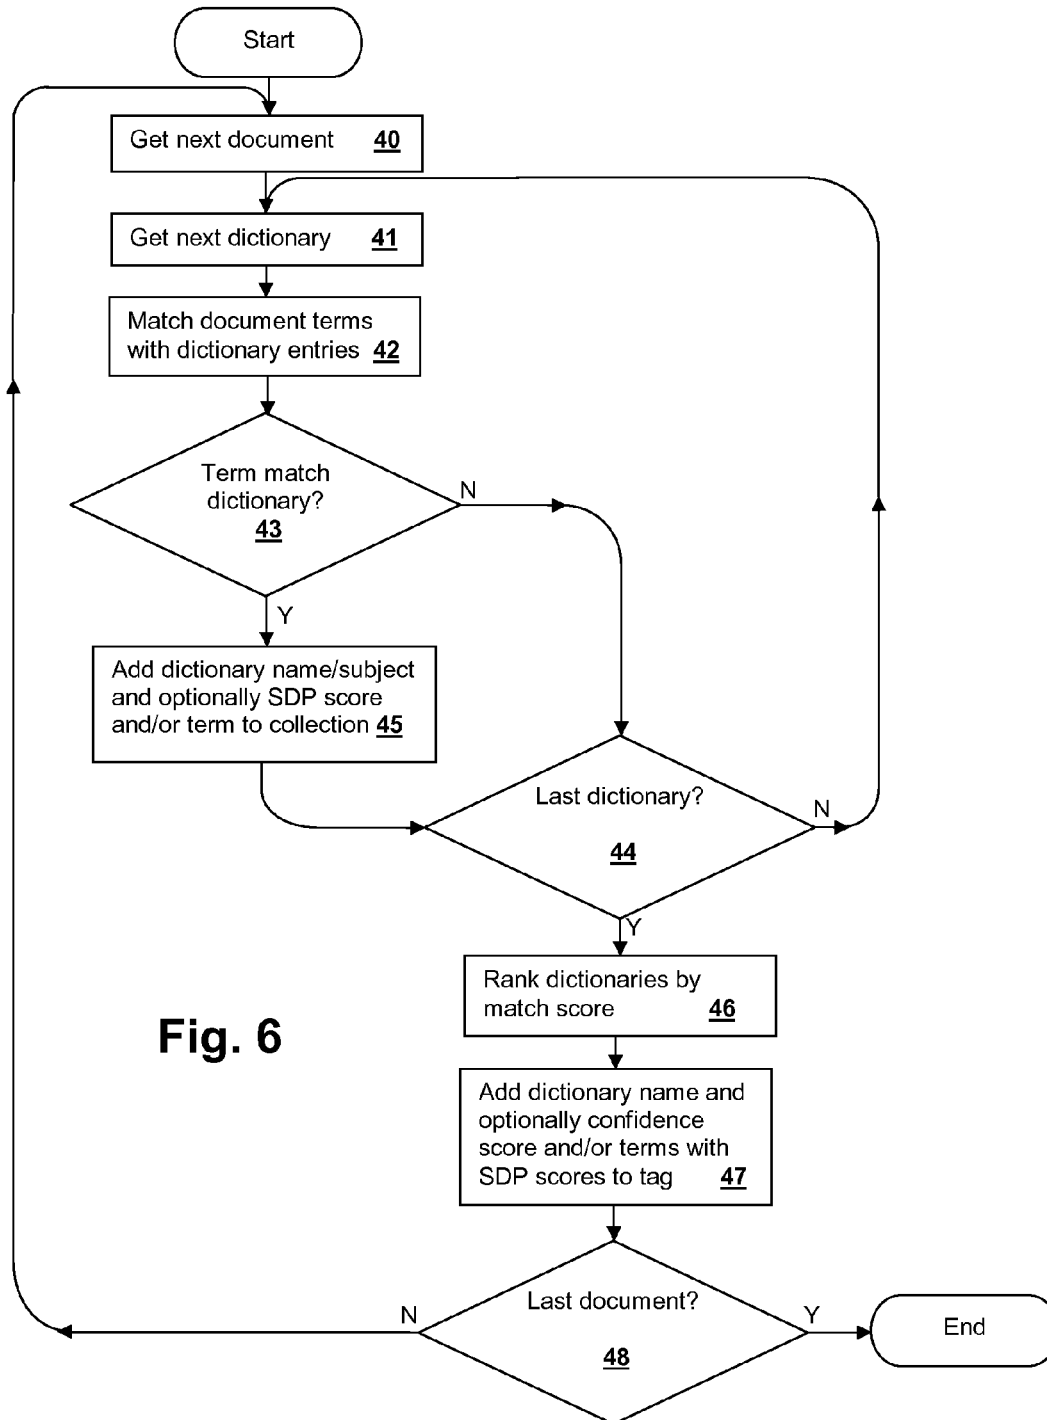 Start
Get next document 40
Get next dictionary 41
Match document terms
with dictionary entries 42
Term match
dictionary?
43
N
Y
Add dictionary name/subject
and optionally SDP score
and/or term to collection 45
Last dictionary?
44
N
Y
Rank dictionaries by
match score 46
Fig. 6
Add dictionary name and
optionally confidence
score and/or terms with
SDP scores to tag 47
Last document?
48
N
Y
End